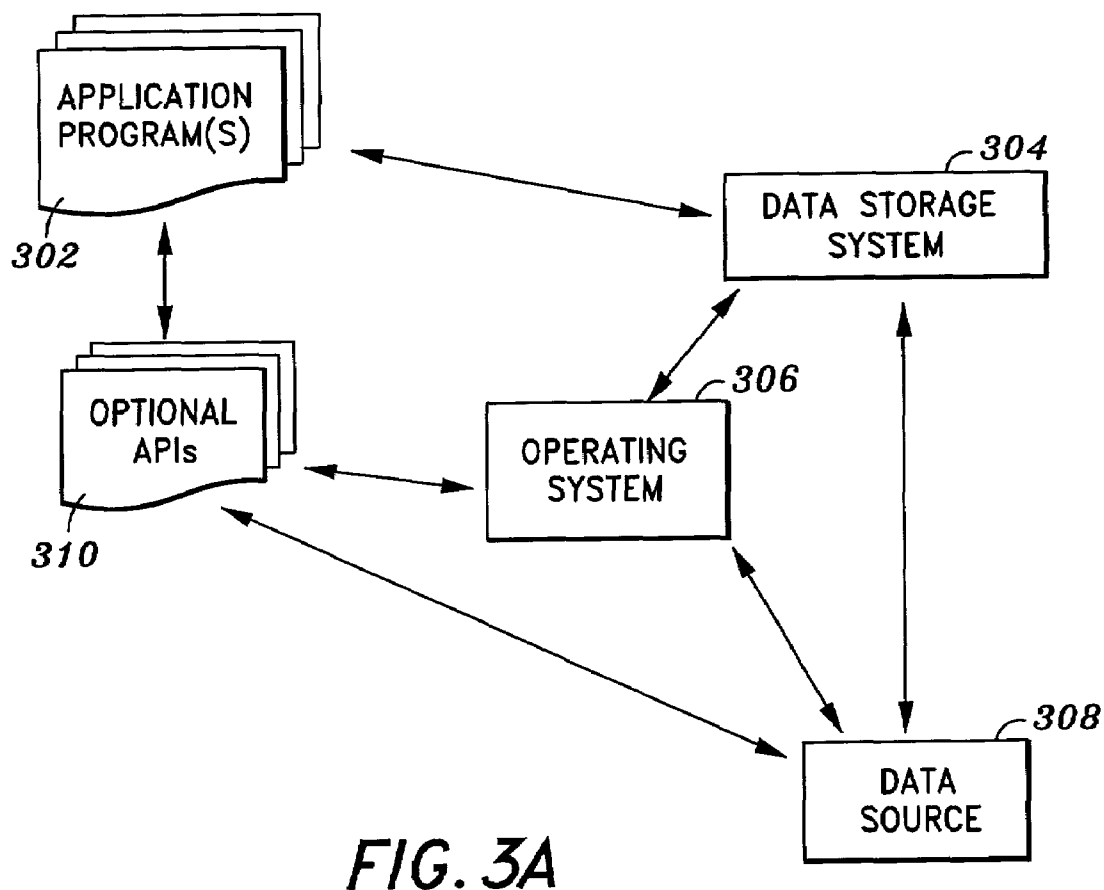 APPLICATION
PROGRAM(S)
302
304
DATA STORAGE
SYSTEM
OPTIONAL
APIs
310
306
OPERATING
SYSTEM
308
DATA
SOURCE
FIG. 3A